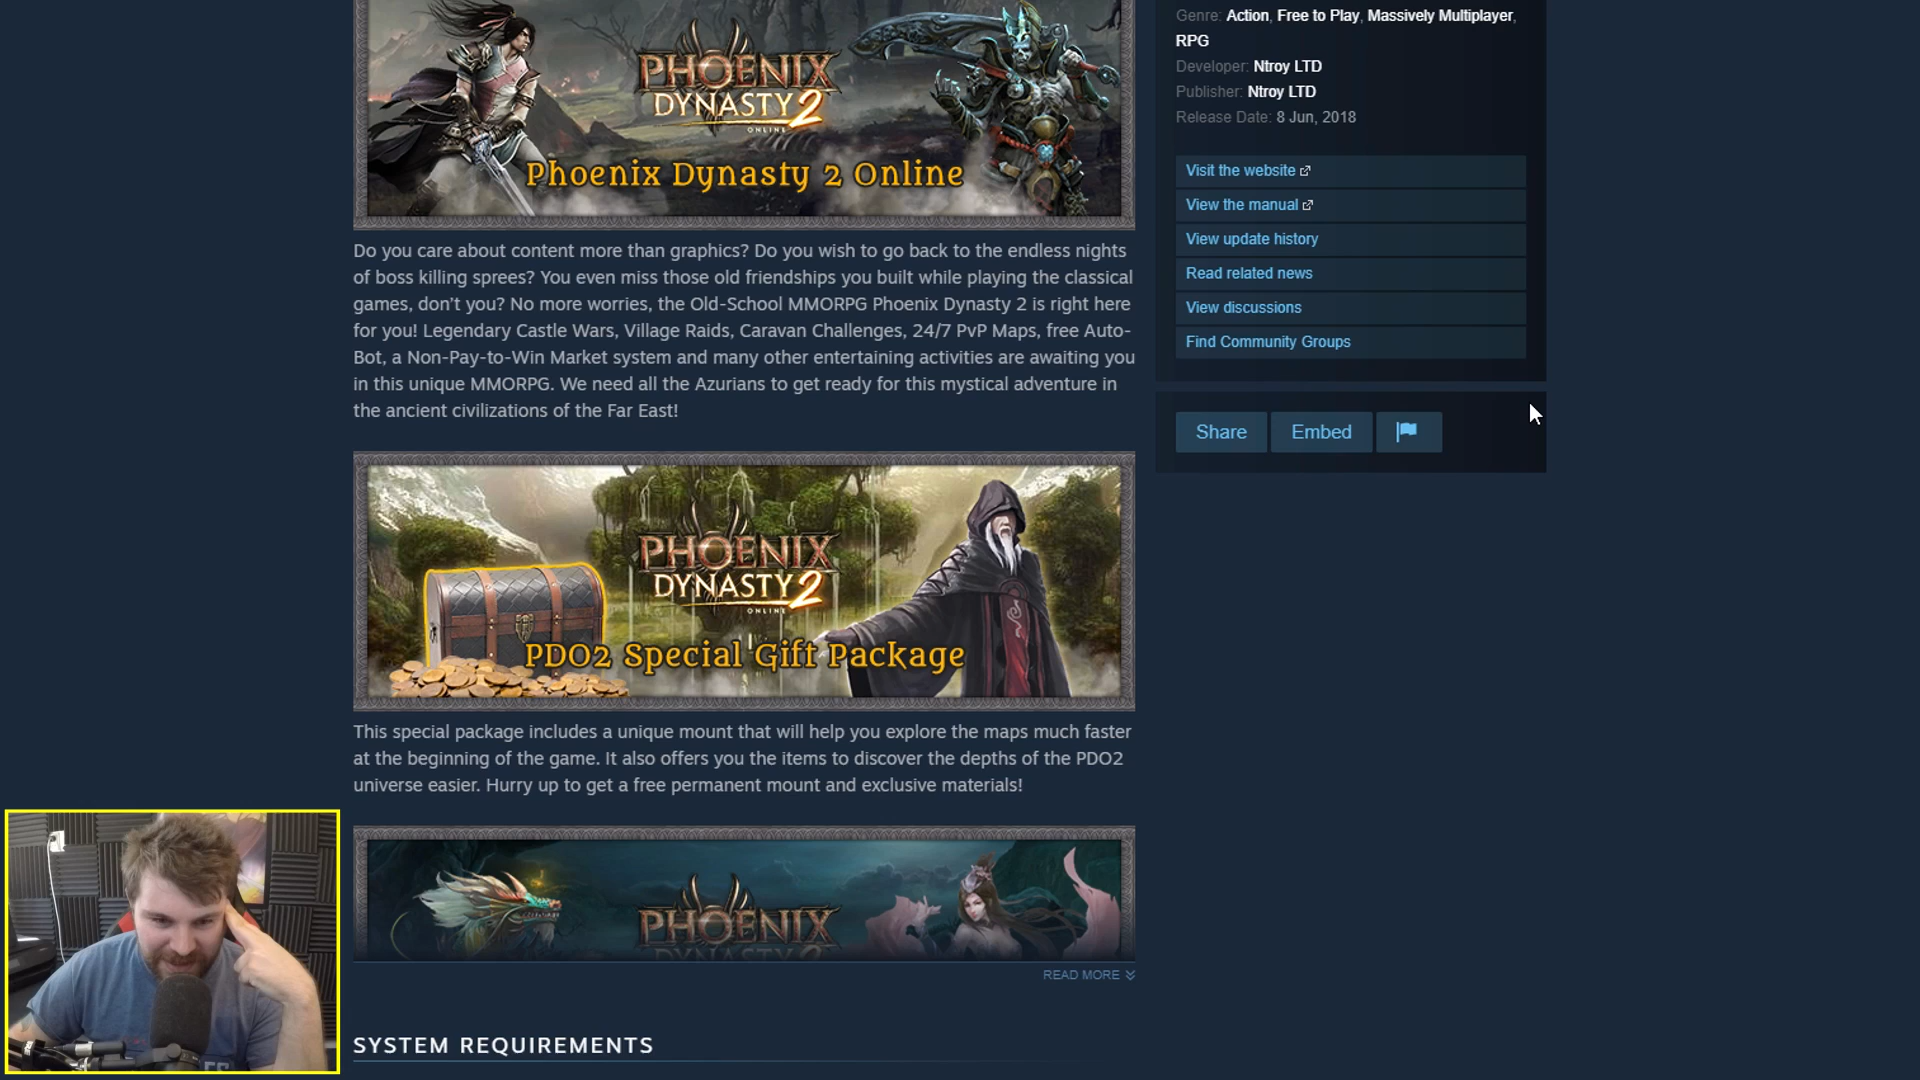 PHOENIX
DYNASTY 2
ONLINE
Phoenix Dynasty 2 Online
Do you care about content more than graphics? Do you wish to go back to the endless nights
of boss killing sprees? You even miss those old friendships you built while playing the classical
games, don't you? No more worries, the Old-School MMORPG Phoenix Dynasty 2 is right here
for you! Legendary Castle Wars, Village Raids, Caravan Challenges, 24/7 PvP Maps, free Auto-
Bot, a Non-Pay-to-Win Market system and many other entertaining activities are awaiting you
in this unique MMORPG. We need all the Azurians to get ready for this mystical adventure in
the ancient civilizations of the Far East!
PHOENIX
DYNASTY 2
ONLINE
PDO2 Special Gift Package
This special package includes a unique mount that will help you explore the maps much faster
at the beginning of the game. It also offers you the items to discover the depths of the PDO2
universe easier. Hurry up to get a free permanent mount and exclusive materials!
PHOENIX
DYNASTY 2
READ MORE
SYSTEM REQUIREMENTS
Genre: Action, Free to Play, Massively Multiplayer,
RPG
Developer: Ntroy LTD
Publisher: Ntroy LTD
Release Date: 8 Jun, 2018
Visit the website
View the manual
View update history
Read related news
View discussions
Find Community Groups
Share
Embed